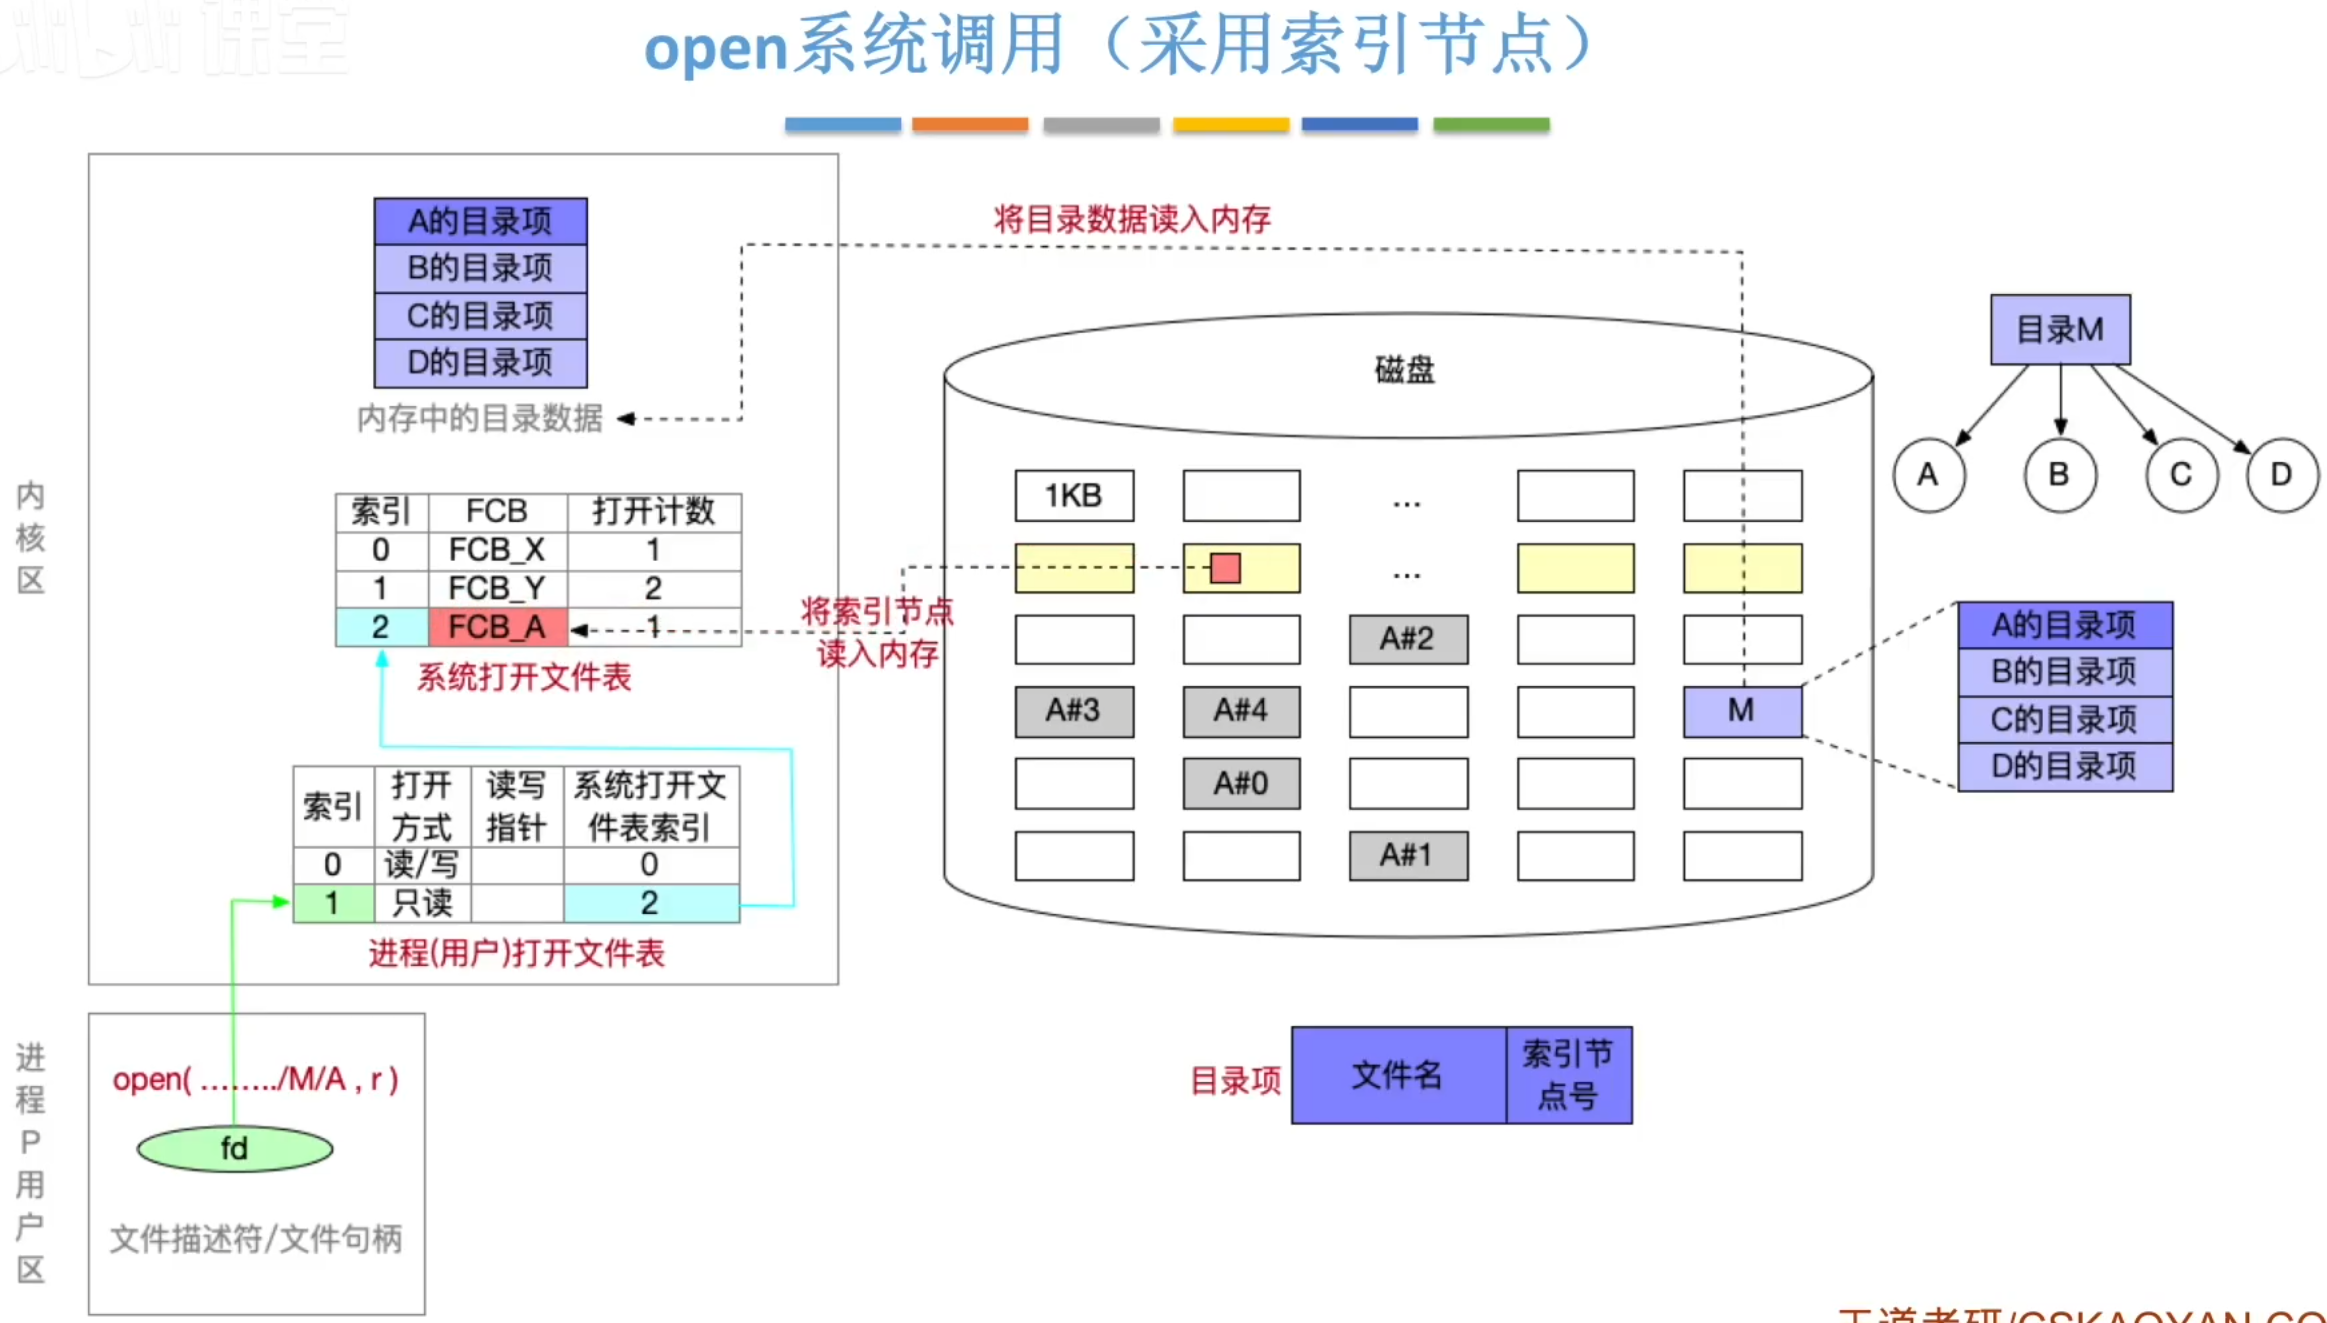 open系统调用（采用索引节点）
课堂
将目录数据读入内存
A的目录项
B的目录项
C的目录项
D的目录项
内存中的目录数据
目录M
A
B
C
D
磁盘
1KB
...
...
A#2
A#3
A#4
M
A#0
A#1
内核区
索引 FCB 打开计数
0 FCB_X 1
1 FCB_Y 2
2 FCB_A 1
系统打开文件表
将索引节点
读入内存
A的目录项
B的目录项
C的目录项
D的目录项
索引 打开方式 读写指针 系统打开文件表索引
0 读/写 0
1 只读 2
进程(用户)打开文件表
进程P用户区
open( ......../M/A , r )
fd
文件描述符/文件句柄
目录项
文件名
索引节
点号
王道考研/CSKAOYAN.CO